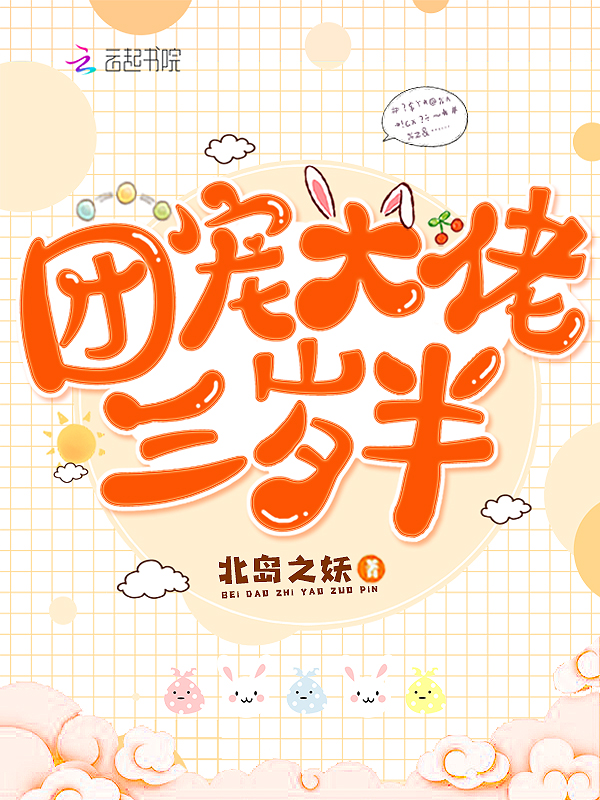 云起书院
#?$Y*@%^
*!Cx?÷~**
%Z&……
团宠大佬
三岁半
北岛之妖 著
BEI DAO ZHI YAO ZUO PIN